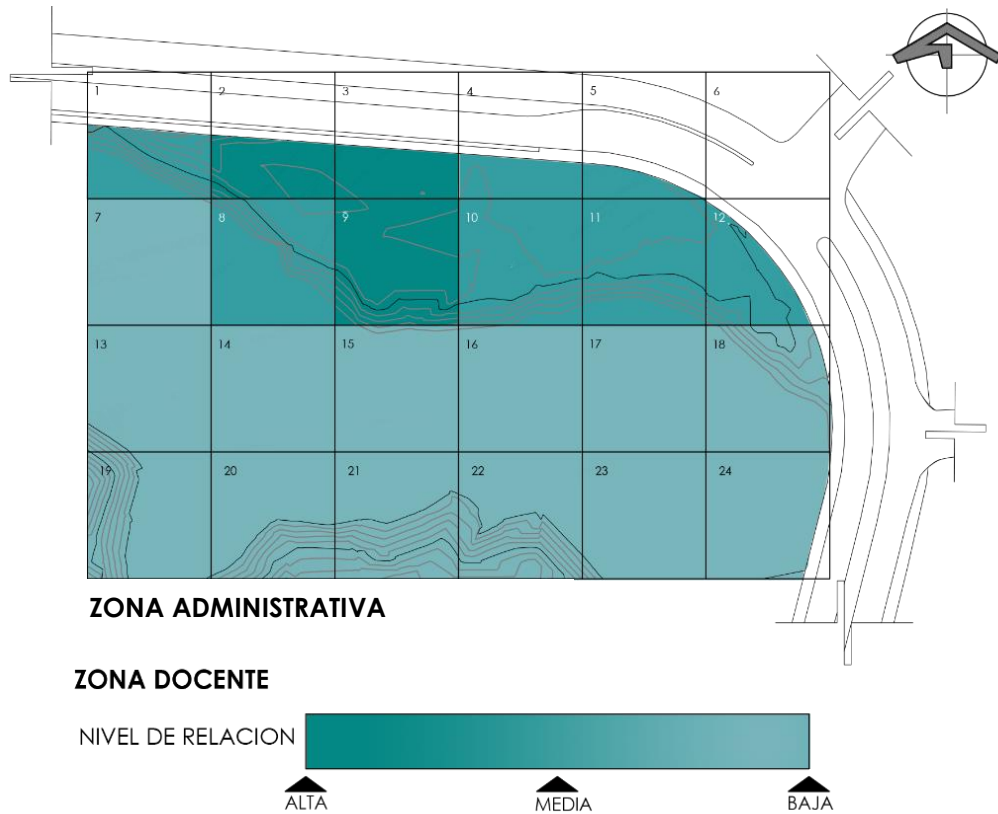 1 2 3 4 5 6
7 8 9 10 11 12
13 14 15 16 17 18
19 20 21 22 23 24
ZONA ADMINISTRATIVA
ZONA DOCENTE
NIVEL DE RELACION
ALTA MEDIA BAJA